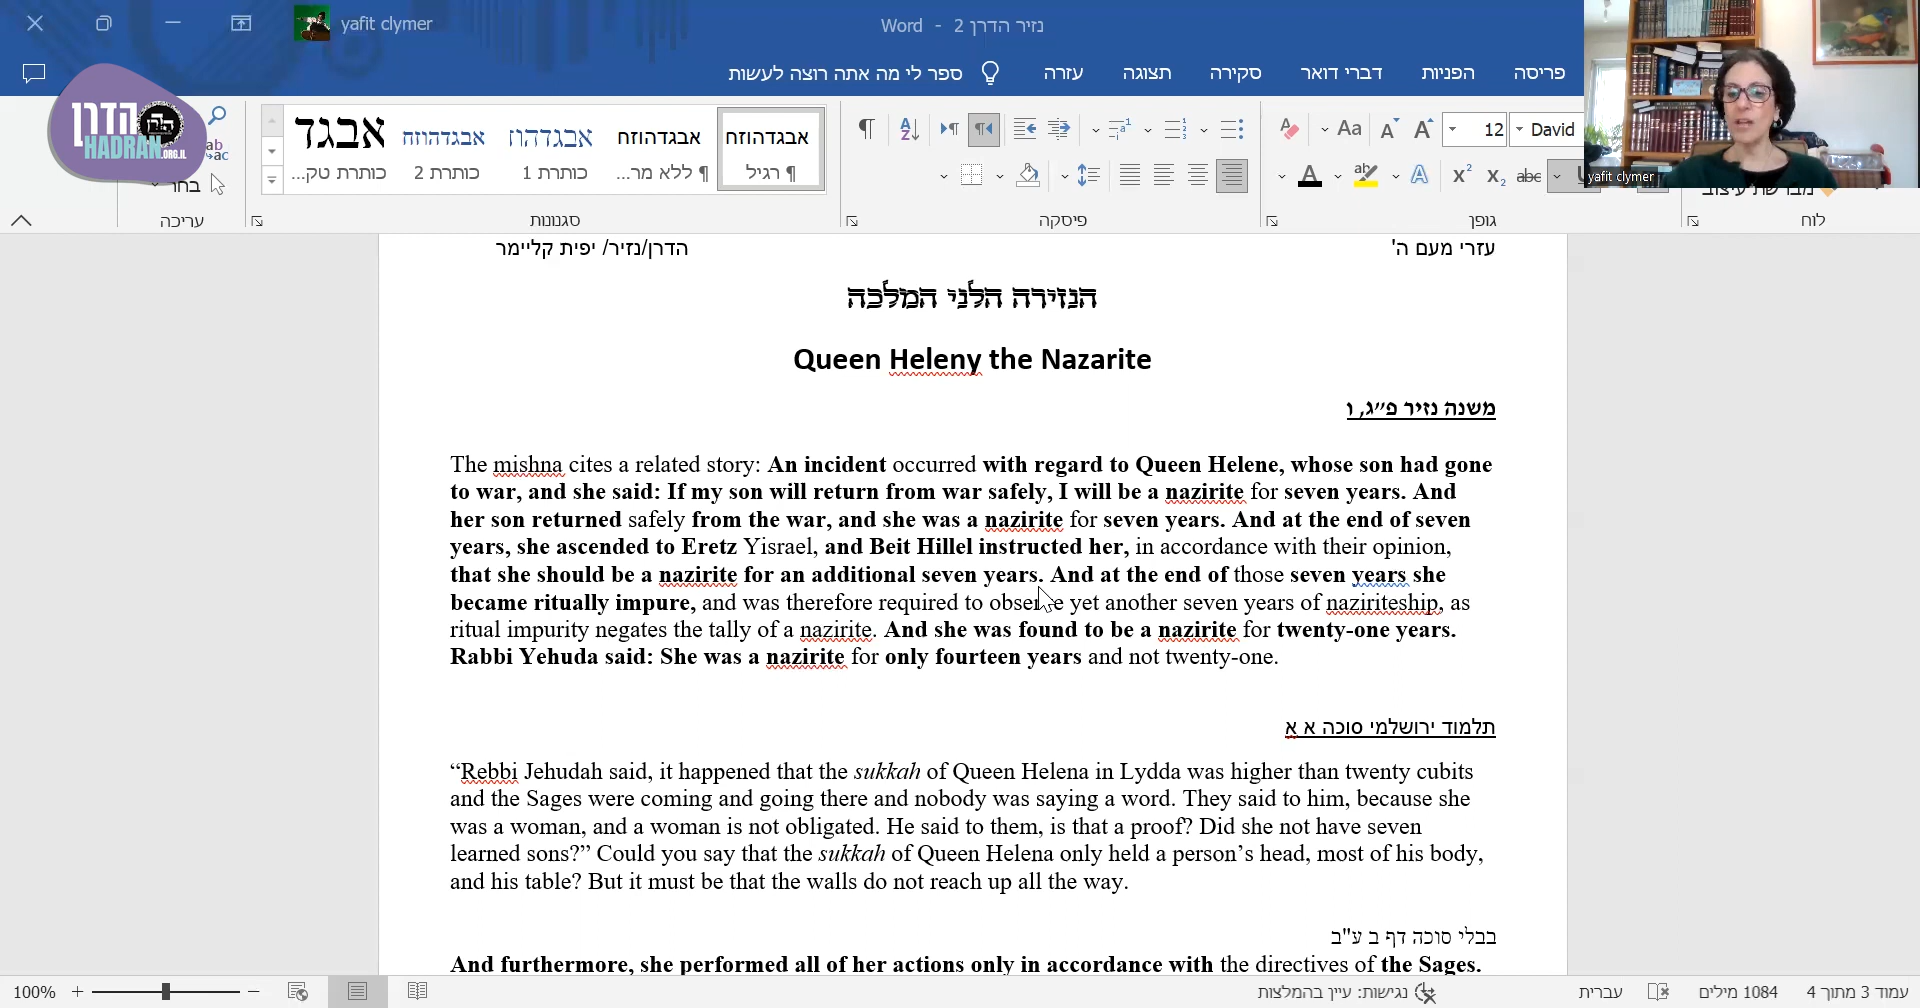 yafit clymer
נזיר הדרן 2 - Word
פריסה
הפניות
דברי דואר
סקירה
תצוגה
עזרה
ספר לי מה אתה רוצה לעשות
הדרן
HADRAN.ORG.IL
yafit clymer
David
12
Aa
אבגדהוזח
¶ רגיל
אבגדהוזח
¶ ללא מר...
אבגדהוז
כותרת 1
אבגדהוזח
כותרת 2
אבגד
כותרת טק...
בחר
לוח
גופן
פיסקה
סגנונות
עריכה
עזרי מעם ה'
הדרן/נזיר/ יפית קליימר
הנזירה הלני המלכה
Queen Heleny the Nazarite
משנה נזיר פ״ג, ו
The mishna cites a related story: An incident occurred with regard to Queen Helene, whose son had gone
to war, and she said: If my son will return from war safely, I will be a nazirite for seven years. And
her son returned safely from the war, and she was a nazirite for seven years. And at the end of seven
years, she ascended to Eretz Yisrael, and Beit Hillel instructed her, in accordance with their opinion,
that she should be a nazirite for an additional seven years. And at the end of those seven years she
became ritually impure, and was therefore required to observe yet another seven years of naziriteship, as
ritual impurity negates the tally of a nazirite. And she was found to be a nazirite for twenty-one years.
Rabbi Yehuda said: She was a nazirite for only fourteen years and not twenty-one.
תלמוד ירושלמי סוכה א א
“Rebbi Jehudah said, it happened that the sukkah of Queen Helena in Lydda was higher than twenty cubits
and the Sages were coming and going there and nobody was saying a word. They said to him, because she
was a woman, and a woman is not obligated. He said to them, is that a proof? Did she not have seven
learned sons?” Could you say that the sukkah of Queen Helena only held a person’s head, most of his body,
and his table? But it must be that the walls do not reach up all the way.
בבלי סוכה דף ב ע"ב
And furthermore, she performed all of her actions only in accordance with the directives of the Sages.
עמוד 3 מתוך 4
1084 מילים
עברית
נגישות: עיין בהמלצות
100%